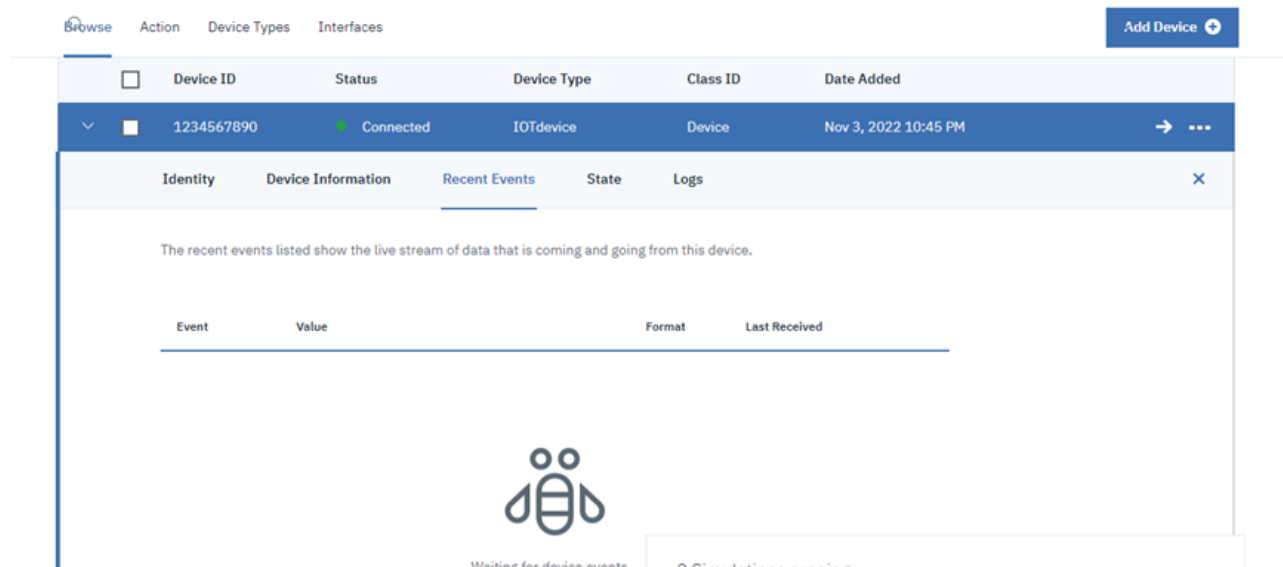 Browse Action Device Types Interfaces Add Device
Device ID Status Device Type Class ID Date Added
1234567890 Connected IOTdevice Device Nov 3, 2022 10:45 PM
Identity Device Information Recent Events State Logs
The recent events listed show the live stream of data that is coming and going from this device.
Event Value Format Last Received
Waiting for device events
Simulations running